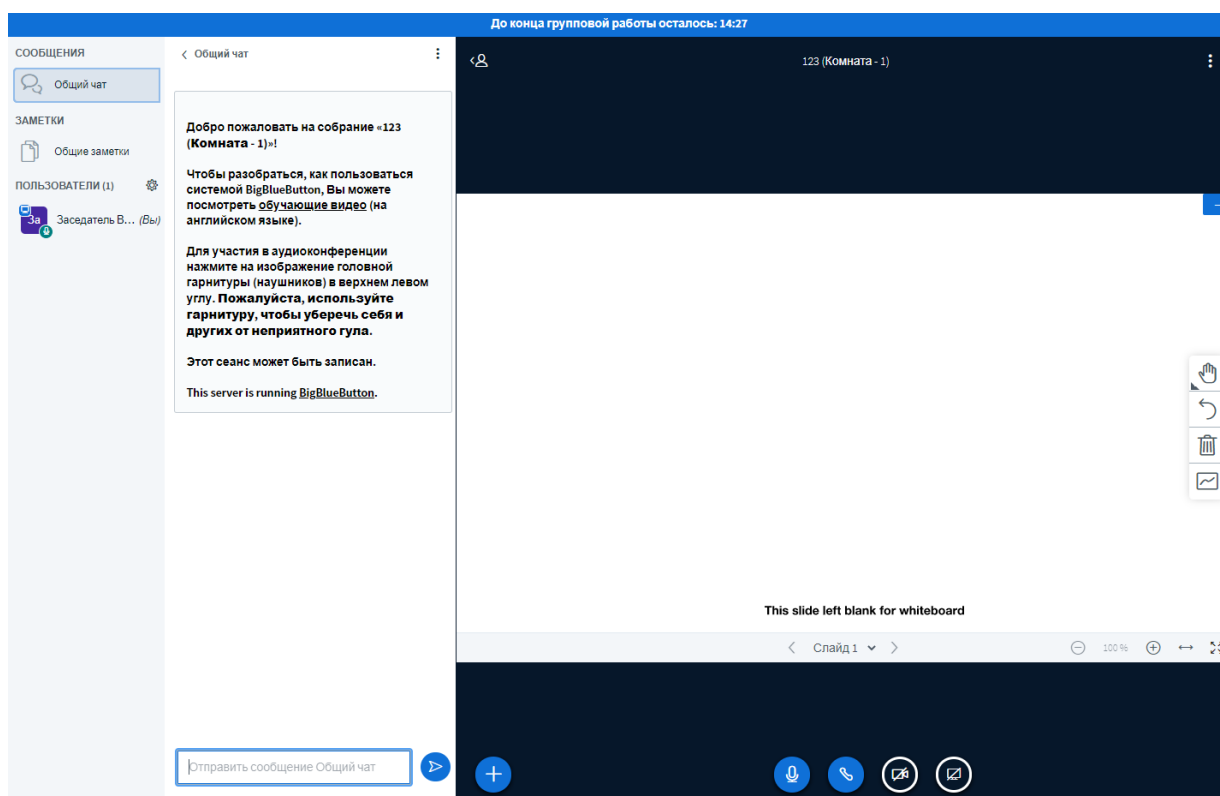 До конца групповой работы осталось: 14:27
СООБЩЕНИЯ
Общий чат
ЗАМЕТКИ
Общие заметки
ПОЛЬЗОВАТЕЛИ (1)
За
Заседатель В... (Вы)
Общий чат
Добро пожаловать на собрание «123
(Комната - 1)»!
Чтобы разобраться, как пользоваться
системой BigBlueButton, Вы можете
посмотреть обучающие видео (на
английском языке).
Для участия в аудиоконференции
нажмите на изображение головной
гарнитуры (наушников) в верхнем левом
углу. Пожалуйста, используйте
гарнитуру, чтобы уберечь себя и
других от неприятного гула.
Этот сеанс может быть записан.
This server is running BigBlueButton.
Отправить сообщение Общий чат
123 (Комната - 1)
This slide left blank for whiteboard
Слайд 1
100 %